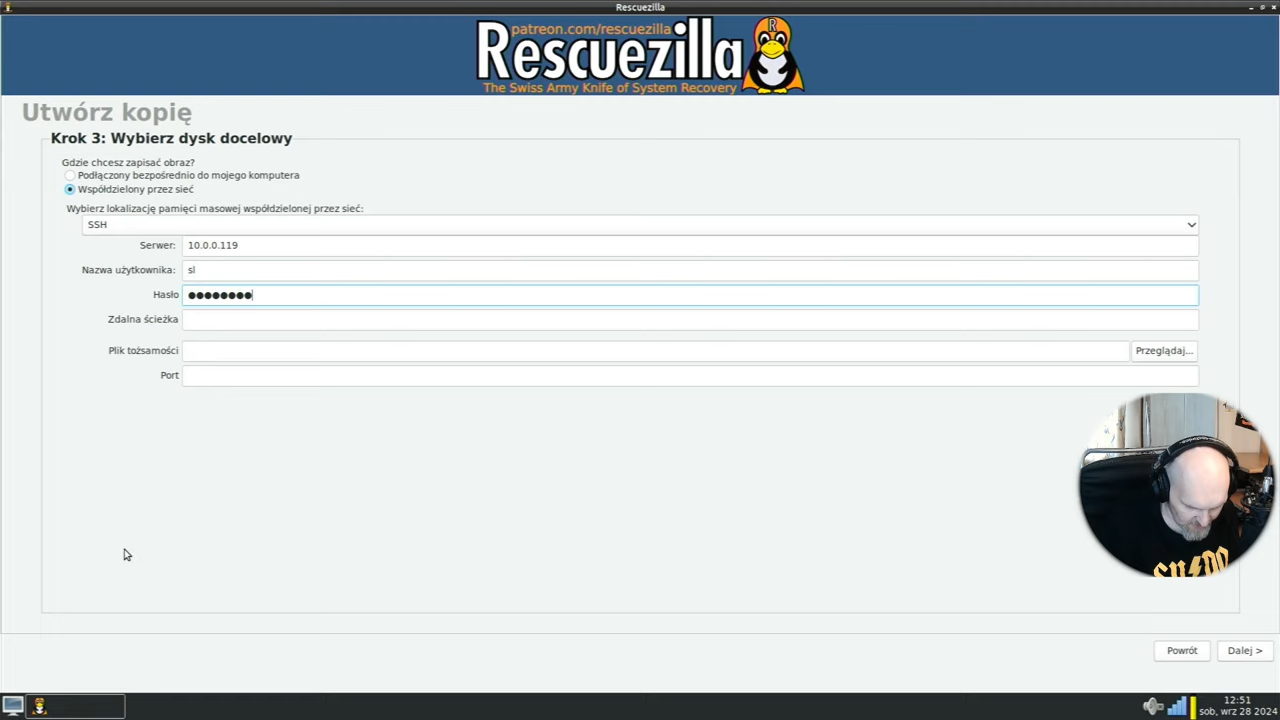 Rescuezilla
patreon.com/rescuezilla
Rescuezilla
R
The Swiss Army Knife of System Recovery
Utwórz kopię
Krok 3: Wybierz dysk docelowy
Gdzie chcesz zapisać obraz?
Podłączony bezpośrednio do mojego komputera
Współdzielony przez sieć
Wybierz lokalizację pamięci masowej współdzielonej przez sieć:
SSH
Serwer: 10.0.0.119
Nazwa użytkownika: sl
Hasło ●●●●●●●●
Zdalna ścieżka
Plik tożsamości Przeglądaj...
Port
Powrót Dalej >
12:51
sob, wrz 28 2024